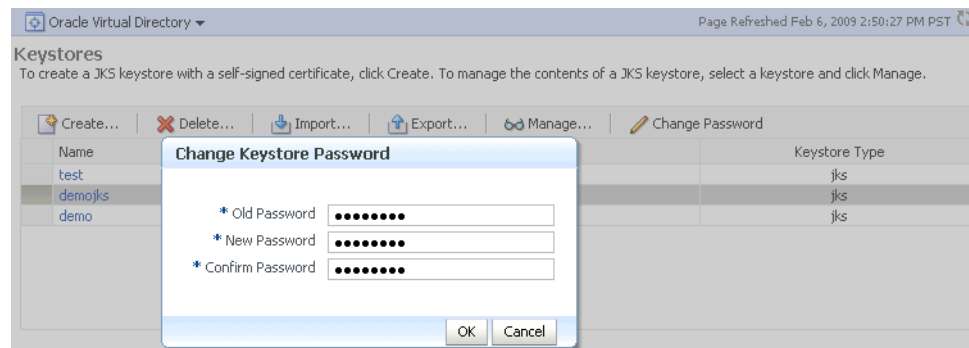 Oracle Virtual Directory
Page Refreshed Feb 6, 2009 2:50:27 PM PST
Keystores
To create a JKS keystore with a self-signed certificate, click Create. To manage the contents of a JKS keystore, select a keystore and click Manage.
Create... Delete... Import... Export... Manage... Change Password
Name Keystore Type
test jks
demojks jks
demo jks
Change Keystore Password
* Old Password ●●●●●●●●
* New Password ●●●●●●●●
* Confirm Password ●●●●●●●●
OK Cancel